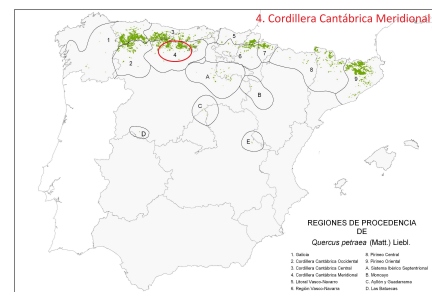 4. Cordillera Cantábrica Meridional
1
2
3
4
5
6
7
8
9
A
B
C
D
E
REGIONES DE PROCEDENCIA
DE
Quercus petraea (Matt.) Liebl.
1. Galicia
2. Cordillera Cantábrica Occidental
3. Cordillera Cantábrica Central
4. Cordillera Cantábrica Meridional
5. Litoral Vasco-Navarro
6. Región Vasco-Navarra
8. Pirineo Central
9. Pirineo Oriental
A. Sistema Ibérico Septentrional
B. Moncayo
C. Ayllón y Guadarrama
D. Las Batuecas